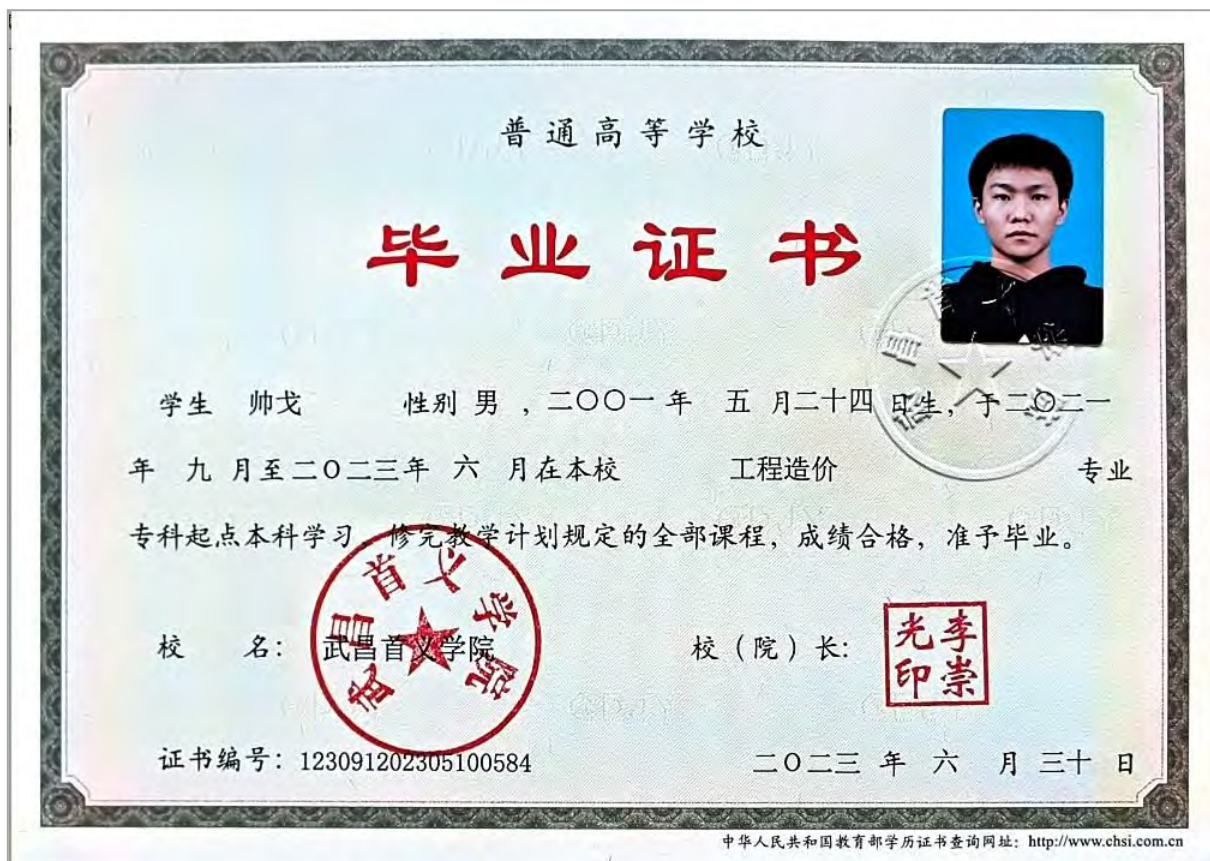 普通高等学校
毕业证书
学生 帅戈 性别 男 ，二〇〇一 年 五 月二十四 日生，于二〇二一
年 九 月至二〇二三年 六 月在本校 工程造价 专业
专科起点本科学习，修完教学计划规定的全部课程，成绩合格，准予毕业。
校 名： 武昌首义学院 校（院）长：
武昌首义学院
李崇光印
证书编号：123091202305100584 二〇二三 年 六 月 三十 日
中华人民共和国教育部学历证书查询网址：http://www.chsi.com.cn